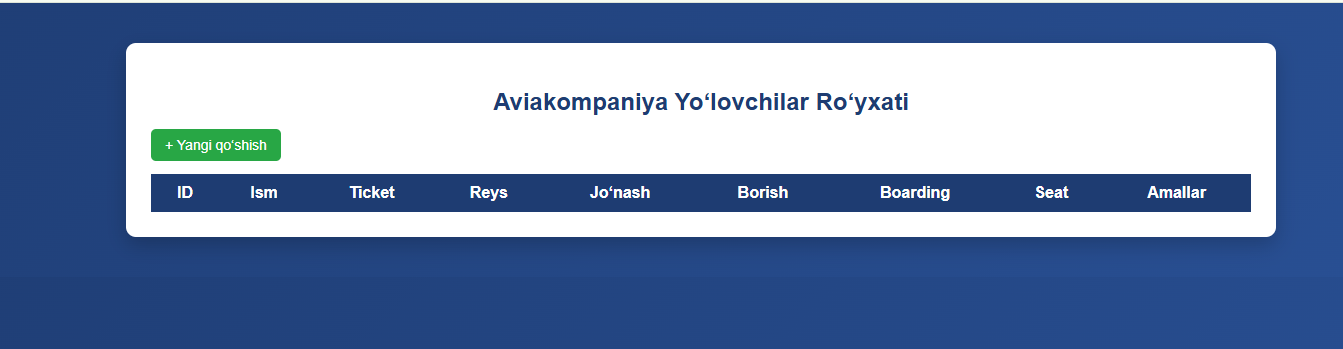 Aviakompaniya Yo‘lovchilar Ro‘yxati
+ Yangi qo‘shish
ID Ism Ticket Reys Jo‘nash Borish Boarding Seat Amallar